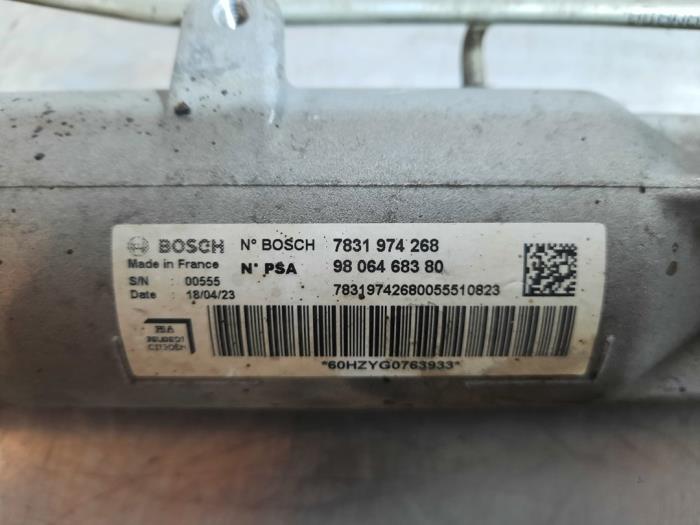 BOSCH N° BOSCH 7831 974 268
Made in France N° PSA 98 064 683 80
S/N : 00555 78319742680055510823
Date : 18/04/23
PSA
PEUGEOT
CITROËN
*60HZYG0763933*